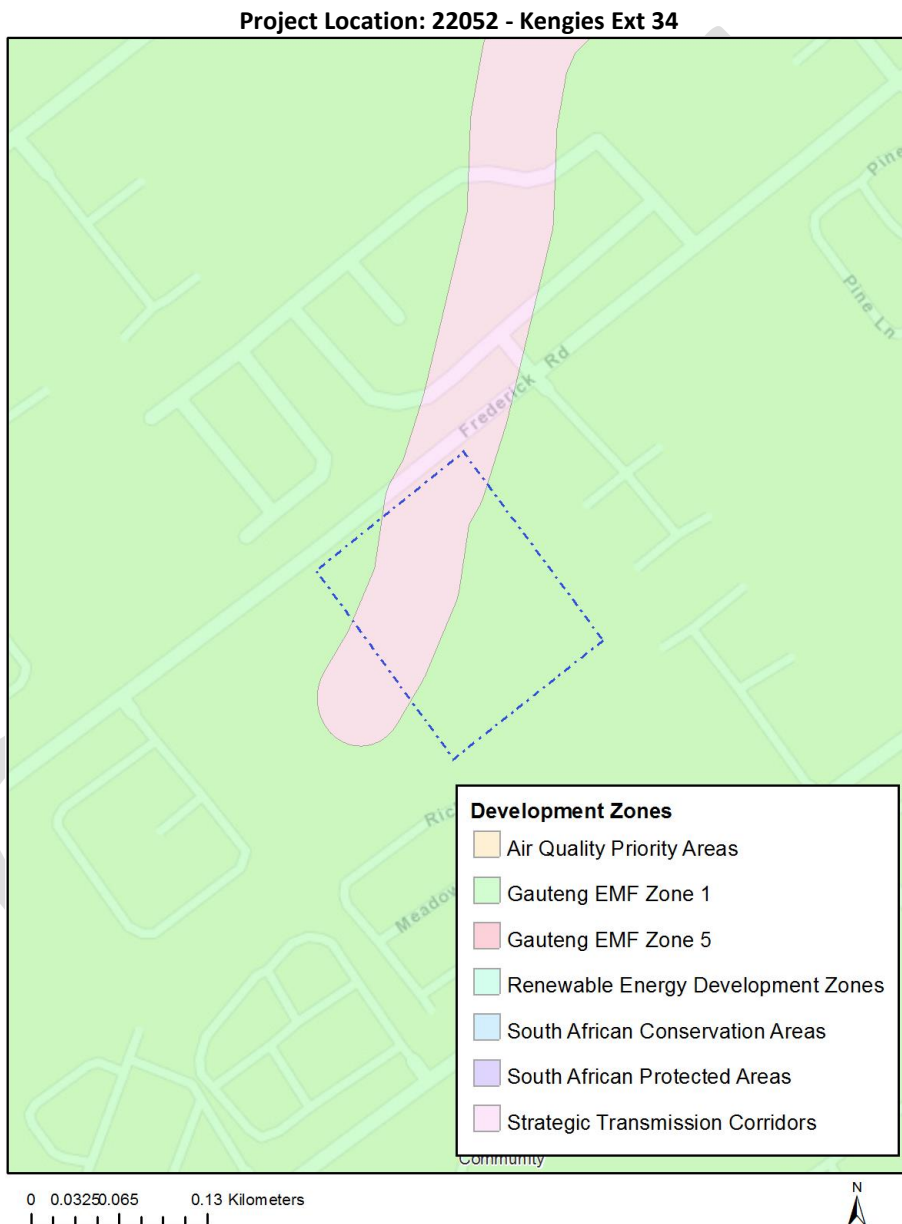 Project Location: 22052 - Kengies Ext 34
Pine
Pine Ln
Frederick Rd
Ric
Meadow
Development Zones
Air Quality Priority Areas
Gauteng EMF Zone 1
Gauteng EMF Zone 5
Renewable Energy Development Zones
South African Conservation Areas
South African Protected Areas
Strategic Transmission Corridors
Community
0 0.03250.065 0.13 Kilometers
N